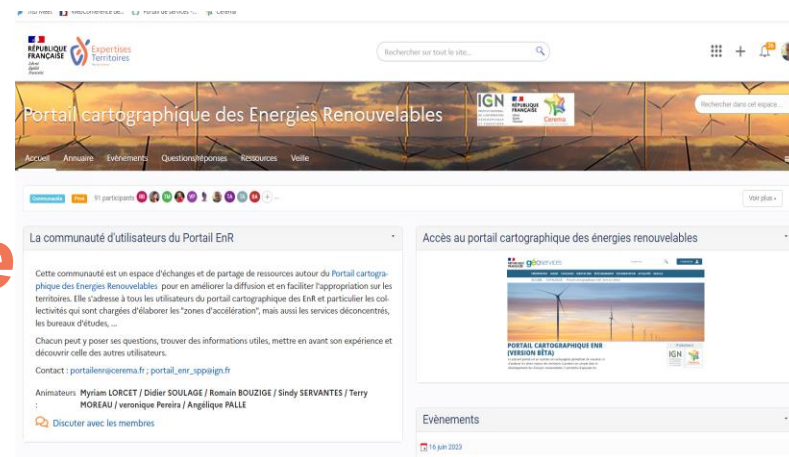 RÉPUBLIQUE
FRANÇAISE
Liberté
Égalité
Fraternité
Expertises
Territoires
Rechercher sur tout le site...
Portail cartographique des Energies Renouvelables
IGN
RÉPUBLIQUE
FRANÇAISE
Cerema
Rechercher dans cet espace...
Accueil Annuaire Evènements Questions/réponses Ressources Veille
Communauté Privé 91 participants
Voir plus
La communauté d'utilisateurs du Portail EnR
Cette communauté est un espace d'échanges et de partage de ressources autour du Portail cartogra-
phique des Energies Renouvelables pour en améliorer la diffusion et en faciliter l'appropriation sur les
territoires. Elle s'adresse à tous les utilisateurs du portail cartographique des EnR et particulier les col-
lectivités qui sont chargées d'élaborer les "zones d'accélération", mais aussi les services déconcentrés,
les bureaux d'études, ...
Chacun peut y poser ses questions, trouver des informations utiles, mettre en avant son expérience et
découvrir celle des autres utilisateurs.
Contact : portailenr@cerema.fr ; portail_enr_spp@ign.fr
Animateurs Myriam LORCET / Didier SOULAGE / Romain BOUZIGE / Sindy SERVANTES / Terry
: MOREAU / veronique Pereira / Angélique PALLE
Discuter avec les membres
Accès au portail cartographique des énergies renouvelables
géoservices
PORTAIL CARTOGRAPHIQUE ENR
(VERSION BÊTA)
IGN
Evènements
16 juin 2023
e